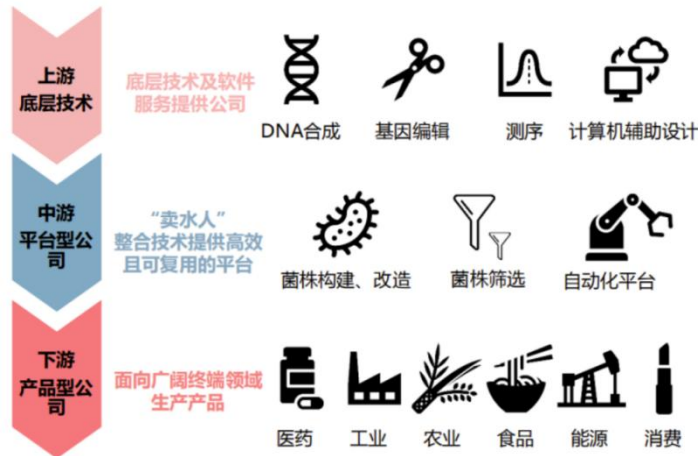 上游
底层技术
底层技术及软件
服务提供公司
DNA合成
基因编辑
测序
计算机辅助设计
中游
平台型公
司
“卖水人”
整合技术提供高效
且可复用的平台
菌株构建、改造
菌株筛选
自动化平台
下游
产品型公
司
面向广阔终端领域
生产产品
医药
工业
农业
食品
能源
消费